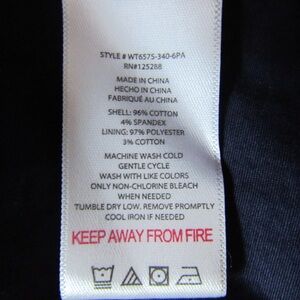 STYLE # WT6575-340-6PA
RN#125288
MADE IN CHINA
HECHO EN CHINA
FABRIQUÉ AU CHINA
SHELL: 96% COTTON
4% SPANDEX
LINING: 97% POLYESTER
3% COTTON
MACHINE WASH COLD
GENTLE CYCLE
WASH WITH LIKE COLORS
ONLY NON-CHLORINE BLEACH
WHEN NEEDED
TUMBLE DRY LOW. REMOVE PROMPTLY
COOL IRON IF NEEDED
KEEP AWAY FROM FIRE